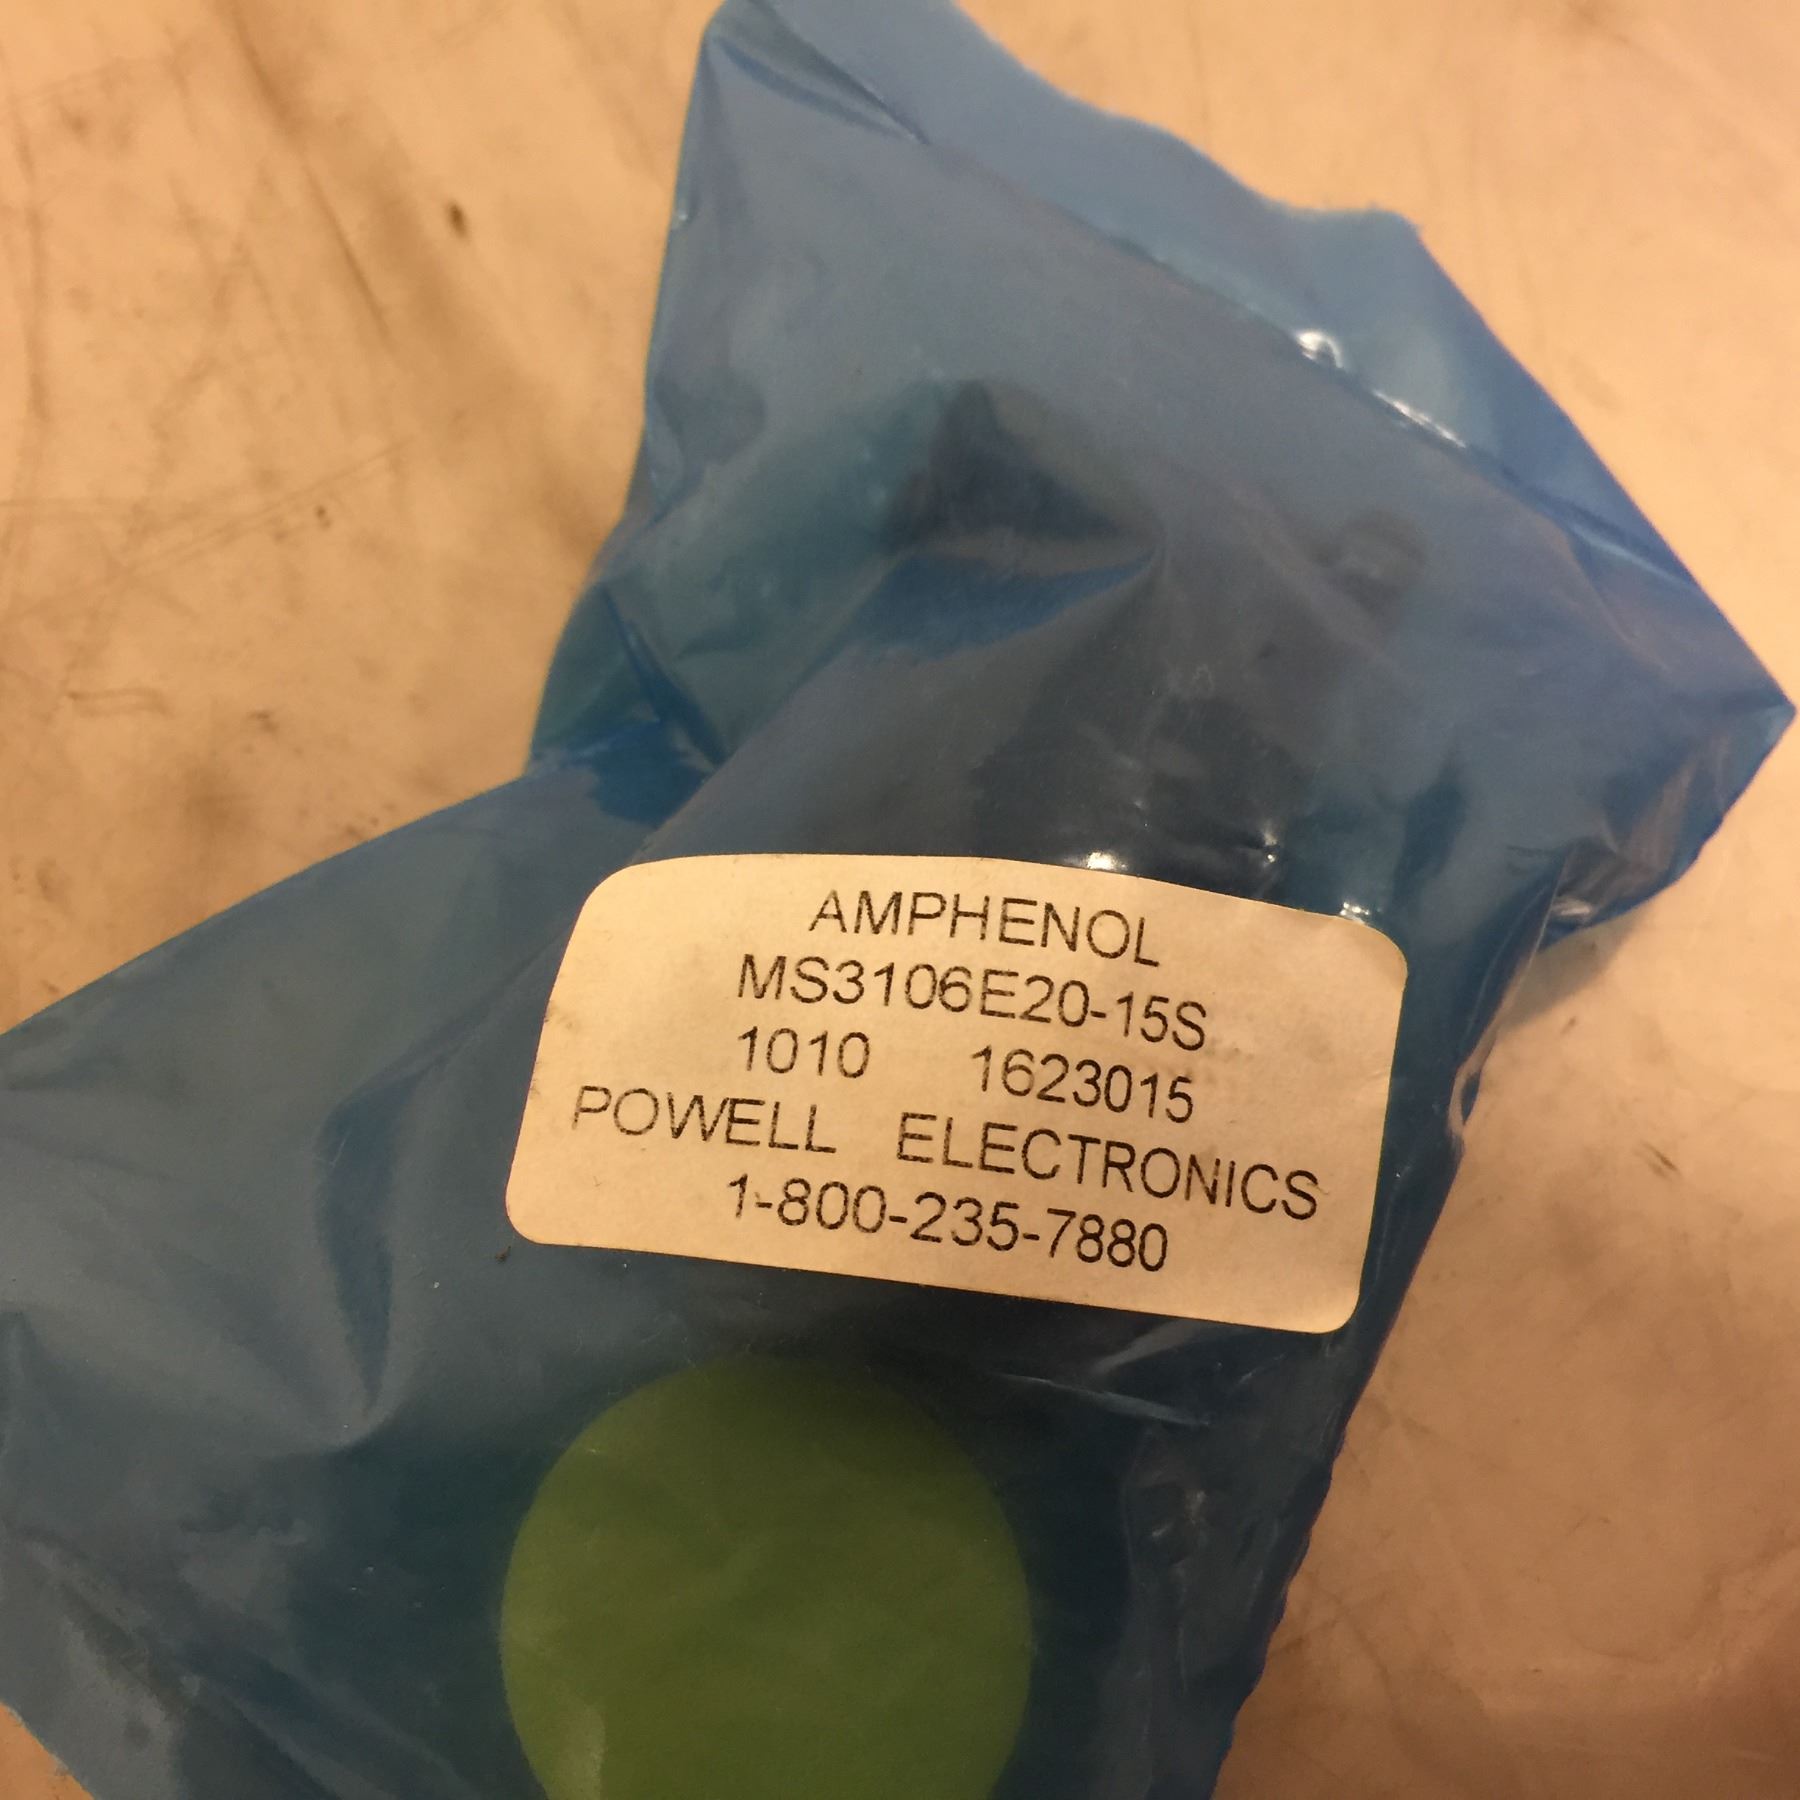 AMPHENOL
MS3106E20-15S
1010 1623015
POWELL ELECTRONICS
1-800-235-7880